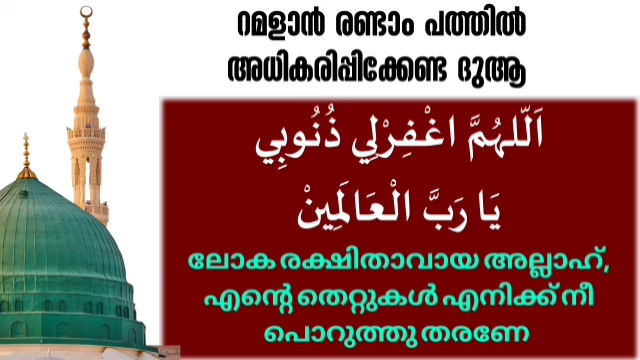 റമളാൻ രണ്ടാം പത്തിൽ
അധികരിപ്പിക്കേണ്ട ദുആ
اَللّٰهُمَّ اغْفِرْلِي ذُنُوبِي
يَا رَبَّ الْعَالَمِينْ
ലോക രക്ഷിതാവായ അല്ലാഹ്,
എന്റെ തെറ്റുകൾ എനിക്ക് നീ
പൊറുത്തു തരണേ